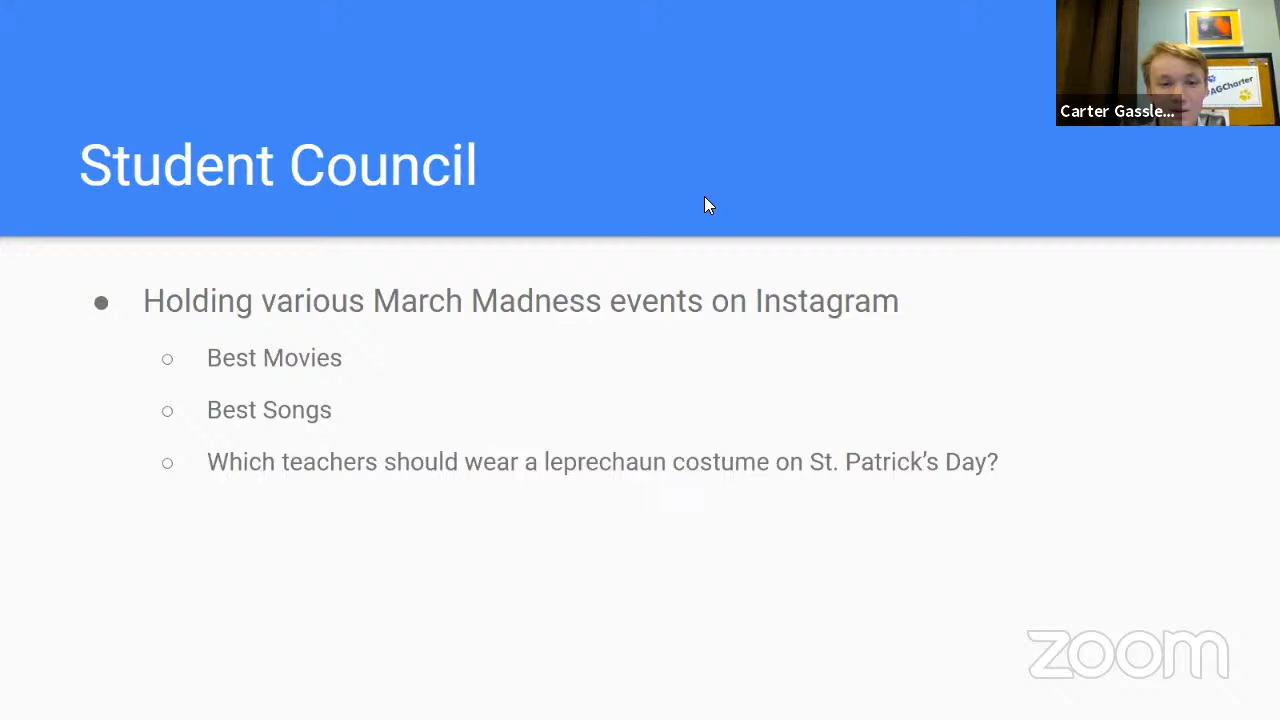 Student Council
Carter Gassle...
AGCharter
● Holding various March Madness events on Instagram
○ Best Movies
○ Best Songs
○ Which teachers should wear a leprechaun costume on St. Patrick's Day?
zoom